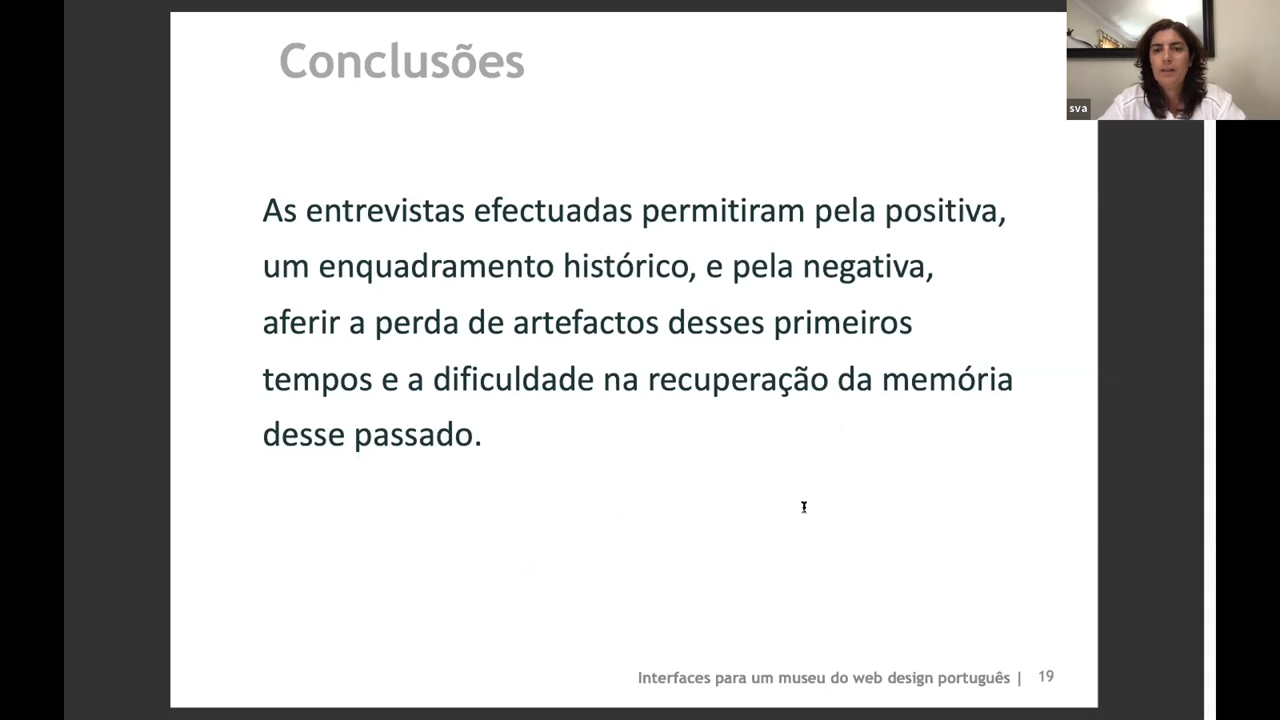 Conclusões
sva
As entrevistas efectuadas permitiram pela positiva,
um enquadramento histórico, e pela negativa,
aferir a perda de artefactos desses primeiros
tempos e a dificuldade na recuperação da memória
desse passado.
Interfaces para um museu do web design português | 19